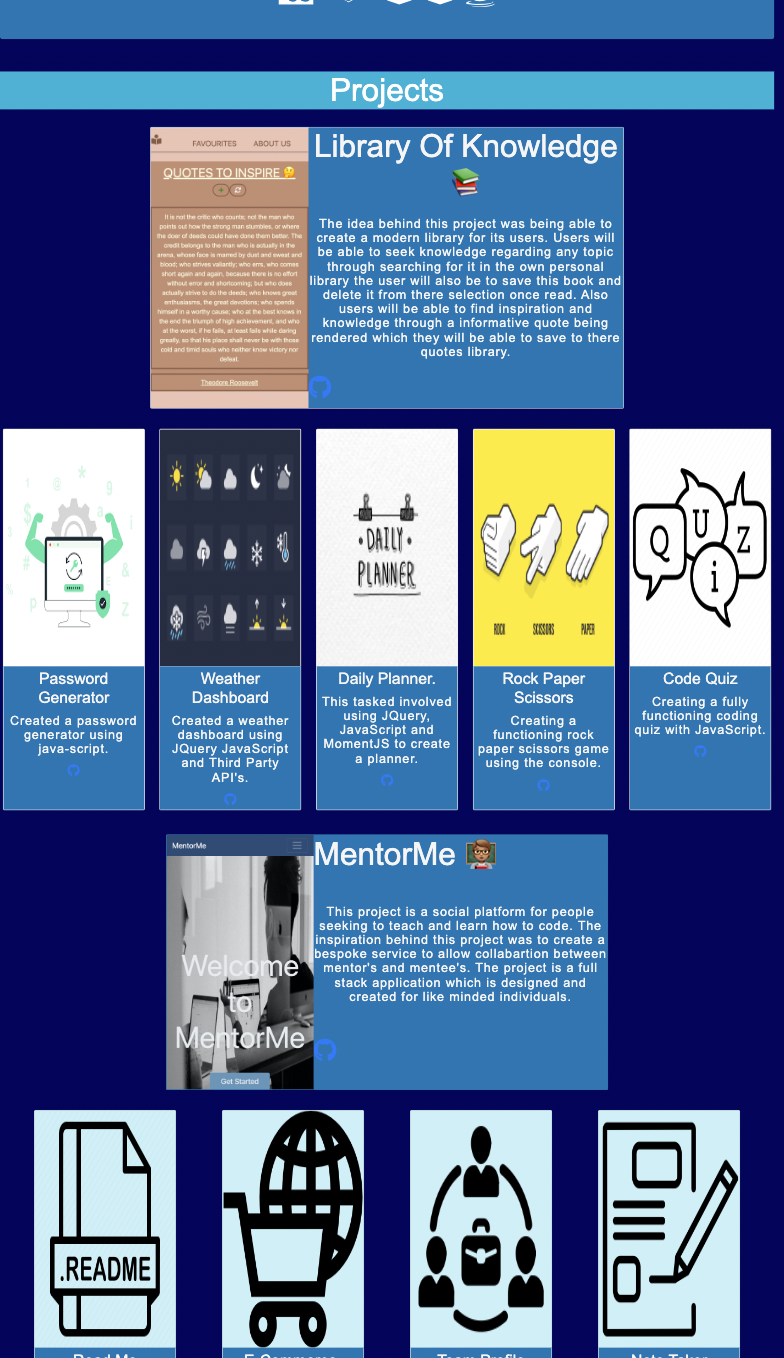 Projects
FAVOURITES ABOUT US
QUOTES TO INSPIRE 🤔
It is not the critic who counts; not the man who
points out how the strong man stumbles, or where
the doer of deeds could have done them better. The
credit belongs to the man who is actually in the
arena, whose face is marred by dust and sweat and
blood; who strives valiantly; who errs, who comes
short again and again, because there is no effort
without error and shortcoming; but who does
actually strive to do the deeds; who knows great
enthusiasms, the great devotions; who spends
himself in a worthy cause; who at the best knows in
the end the triumph of high achievement, and who
at the worst, if he fails, at least fails while daring
greatly, so that his place shall never be with those
cold and timid souls who neither know victory nor
defeat.
Theodore Roosevelt
Library Of Knowledge
📚
The idea behind this project was being able to
create a modern library for its users. Users will
be able to seek knowledge regarding any topic
through searching for it in the own personal
library the user will also be to save this book and
delete it from there selection once read. Also
users will be able to find inspiration and
knowledge through a informative quote being
rendered which they will be able to save to there
quotes library.
Password
Generator
Created a password
generator using
java-script.
Weather
Dashboard
Created a weather
dashboard using
JQuery JavaScript
and Third Party
API's.
DAILY
PLANNER
Daily Planner.
This tasked involved
using JQuery,
JavaScript and
MomentJS to create
a planner.
ROCK SCISSORS PAPER
Rock Paper
Scissors
Creating a
functioning rock
paper scissors game
using the console.
Q U i Z
Code Quiz
Creating a fully
functioning coding
quiz with JavaScript.
MentorMe
Welcome
to
MentorMe
Get Started
MentorMe 👩🏽‍🏫
This project is a social platform for people
seeking to teach and learn how to code. The
inspiration behind this project was to create a
bespoke service to allow collabartion between
mentor's and mentee's. The project is a full
stack application which is designed and
created for like minded individuals.
.README
Read Me
E-Commerce
Team Profile
Note Taker